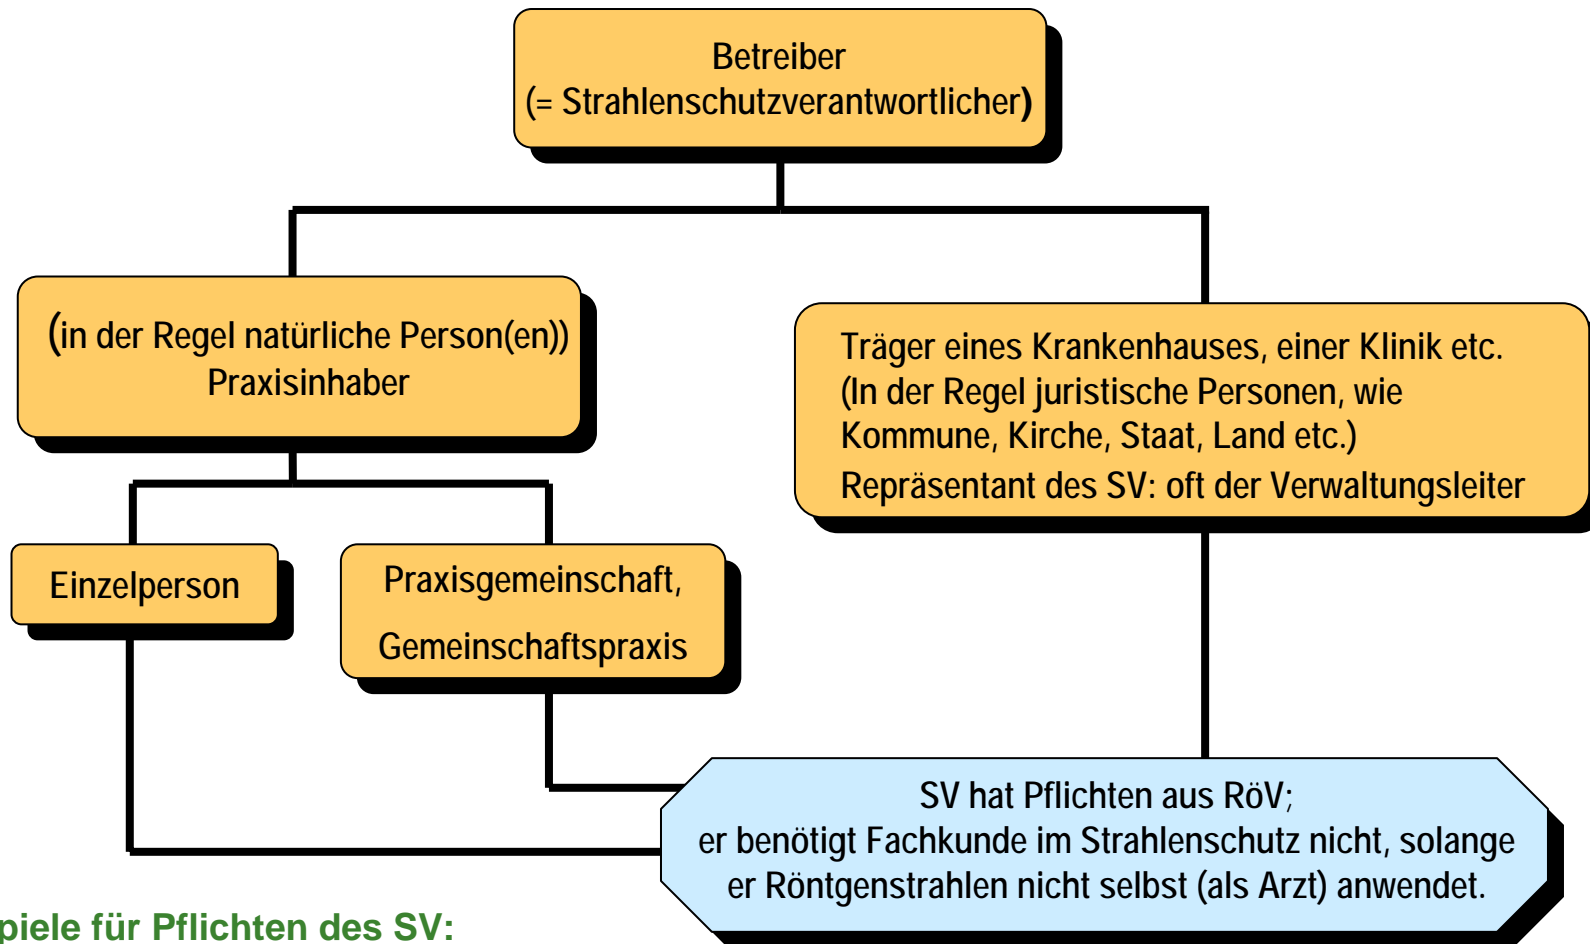 Betreiber
(= Strahlenschutzverantwortlicher)
(in der Regel natürliche Person(en))
Praxisinhaber
Träger eines Krankenhauses, einer Klinik etc.
(In der Regel juristische Personen, wie
Kommune, Kirche, Staat, Land etc.)
Repräsentant des SV: oft der Verwaltungsleiter
Einzelperson
Praxisgemeinschaft,
Gemeinschaftspraxis
SV hat Pflichten aus RöV;
er benötigt Fachkunde im Strahlenschutz nicht, solange
er Röntgenstrahlen nicht selbst (als Arzt) anwendet.
piele für Pflichten des SV: